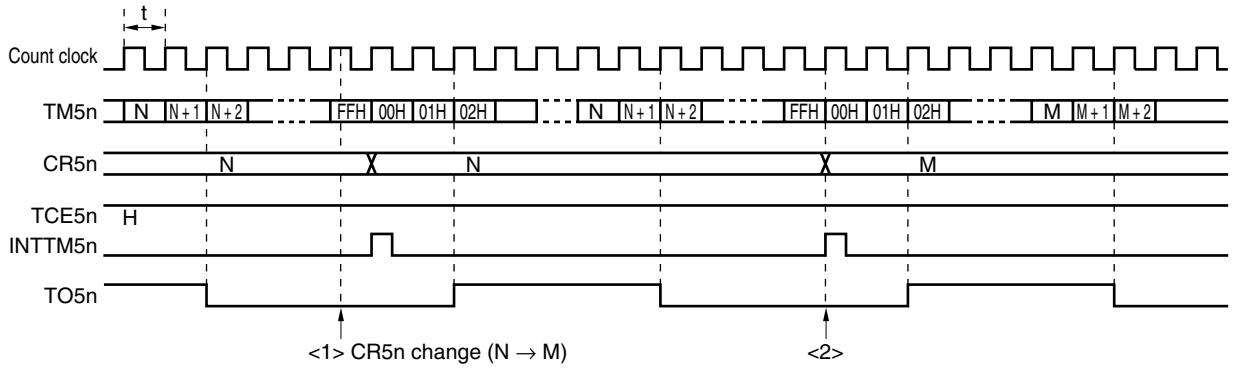 t
Count clock
TM5n N N + 1 N + 2 FFH 00H 01H 02H N N + 1 N + 2 FFH 00H 01H 02H M M + 1 M + 2
CR5n N N M
TCE5n H
INTTM5n
TO5n
<1> CR5n change (N → M) <2>